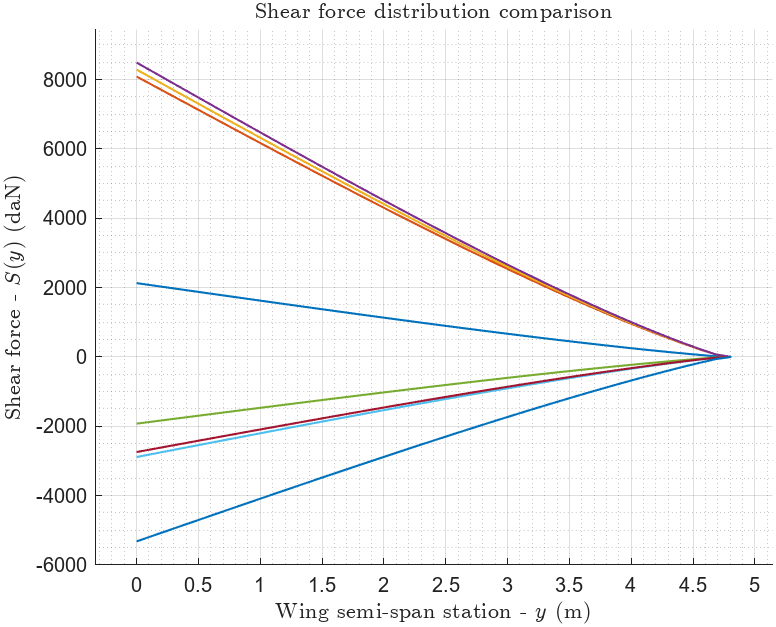 Shear force distribution comparison
Shear force - S(y) (daN)
8000
6000
4000
2000
0
-2000
-4000
-6000
0 0.5 1 1.5 2 2.5 3 3.5 4 4.5 5
Wing semi-span station - y (m)